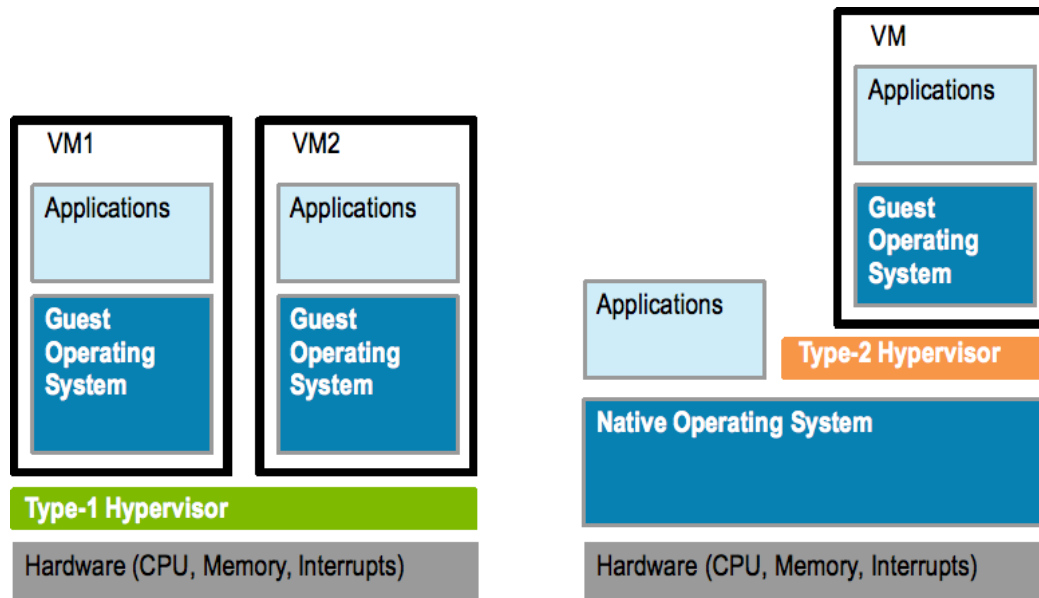 VM1
Applications
Guest
Operating
System
VM2
Applications
Guest
Operating
System
Type-1 Hypervisor
Hardware (CPU, Memory, Interrupts)
VM
Applications
Guest
Operating
System
Applications
Type-2 Hypervisor
Native Operating System
Hardware (CPU, Memory, Interrupts)